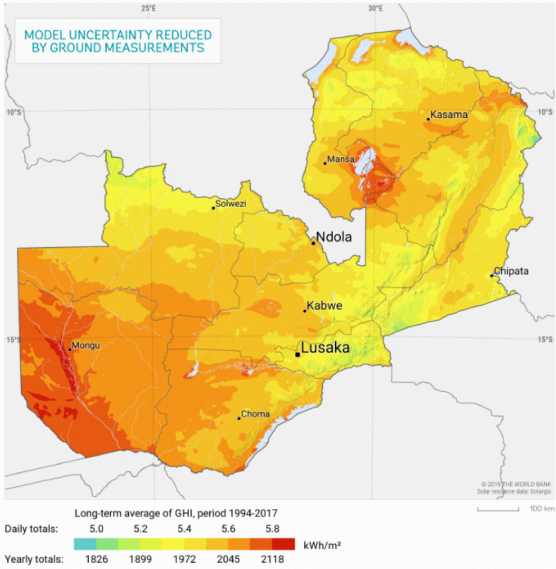 25°E
30°E
MODEL UNCERTAINTY REDUCED
BY GROUND MEASUREMENTS
10°S
10°S
Kasama
Mansa
Solwezi
Ndola
Chipata
Kabwe
15°S
15°S
Mongu
Lusaka
Choma
© 2019 THE WORLD BANK
Solar resource data: Solargis
100 km
Long-term average of GHI, period 1994-2017
Daily totals: 5.0 5.2 5.4 5.6 5.8
kWh/m²
Yearly totals: 1826 1899 1972 2045 2118